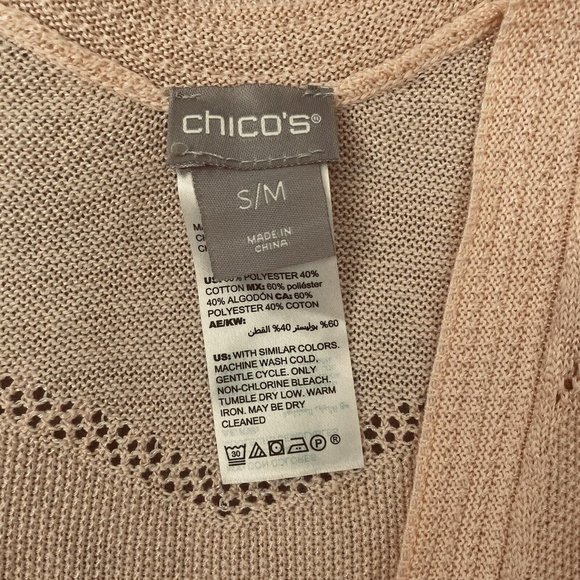 chico's®
S/M
MADE IN
CHINA
US: 60% POLYESTER 40%
COTTON MX: 60% poliéster
40% ALGODÓN CA: 60%
POLYESTER 40% COTON
AE/KW:
60% بوليستر 40% القطن
US: WITH SIMILAR COLORS.
MACHINE WASH COLD,
GENTLE CYCLE. ONLY
NON-CHLORINE BLEACH.
TUMBLE DRY LOW. WARM
IRON. MAY BE DRY
CLEANED
30 P ®